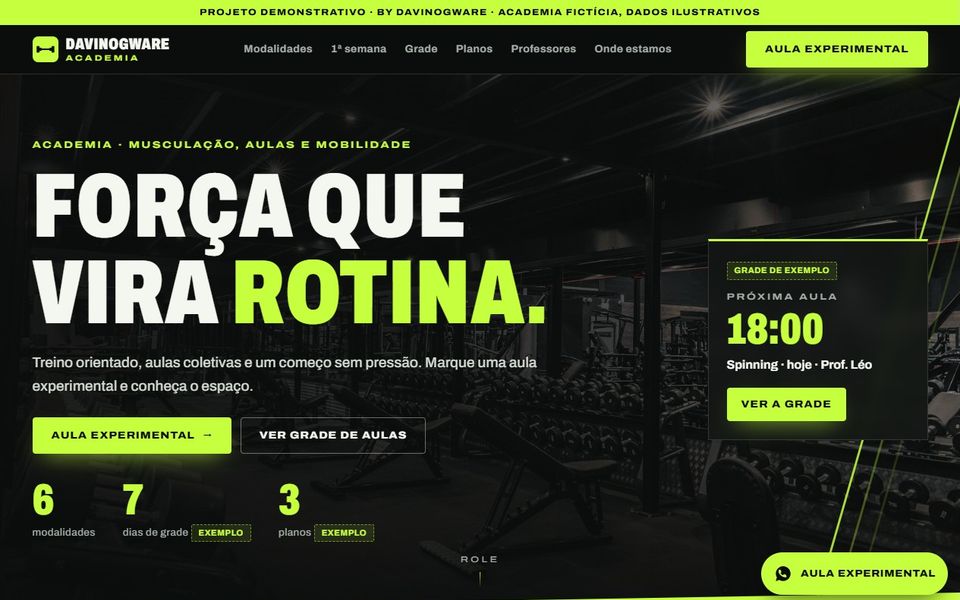 PROJETO DEMONSTRATIVO · BY DAVINOGWARE · ACADEMIA FICTÍCIA, DADOS ILUSTRATIVOS
DAVINOGWARE
ACADEMIA
Modalidades 1ª semana Grade Planos Professores Onde estamos
AULA EXPERIMENTAL
ACADEMIA · MUSCULAÇÃO, AULAS E MOBILIDADE
FORÇA QUE
VIRA ROTINA.
Treino orientado, aulas coletivas e um começo sem pressão. Marque uma aula
experimental e conheça o espaço.
AULA EXPERIMENTAL →
VER GRADE DE AULAS
6
modalidades
7
dias de grade EXEMPLO
3
planos EXEMPLO
GRADE DE EXEMPLO
PRÓXIMA AULA
18:00
Spinning · hoje · Prof. Léo
VER A GRADE
ROLE
AULA EXPERIMENTAL